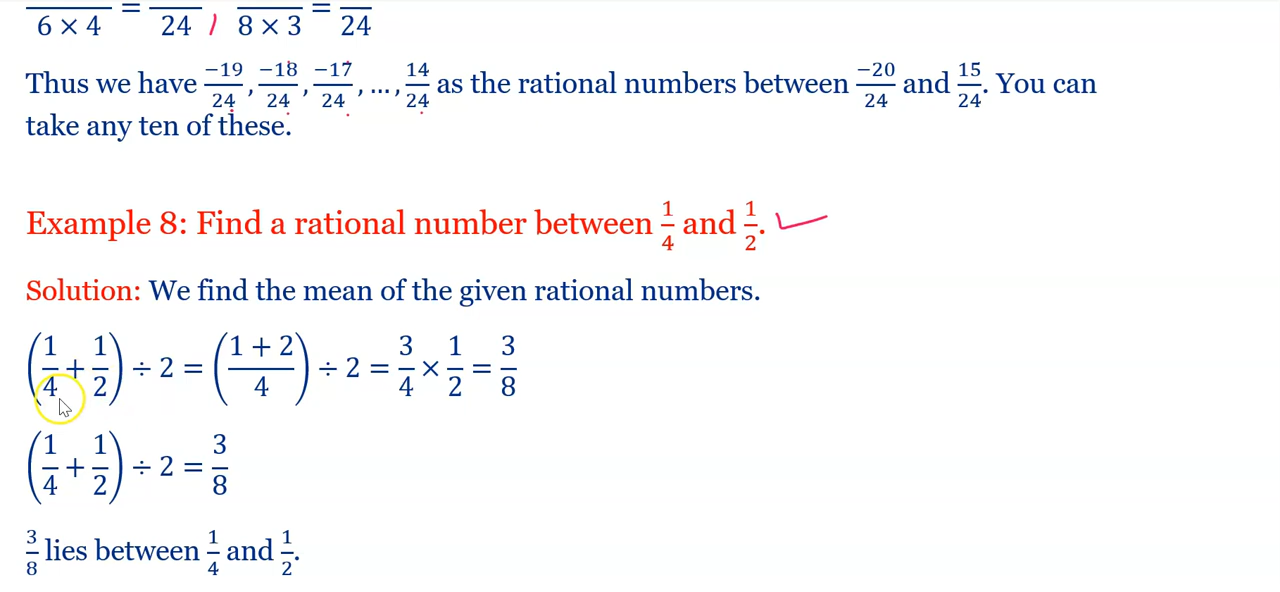 6 × 4 = 24 , 8 × 3 = 24
Thus we have −19/24, −18/24, −17/24, ..., 14/24 as the rational numbers between −20/24 and 15/24. You can
take any ten of these.
Example 8: Find a rational number between 1/4 and 1/2.
Solution: We find the mean of the given rational numbers.
(1/4 + 1/2) ÷ 2 = ((1 + 2)/4) ÷ 2 = 3/4 × 1/2 = 3/8
(1/4 + 1/2) ÷ 2 = 3/8
3/8 lies between 1/4 and 1/2.